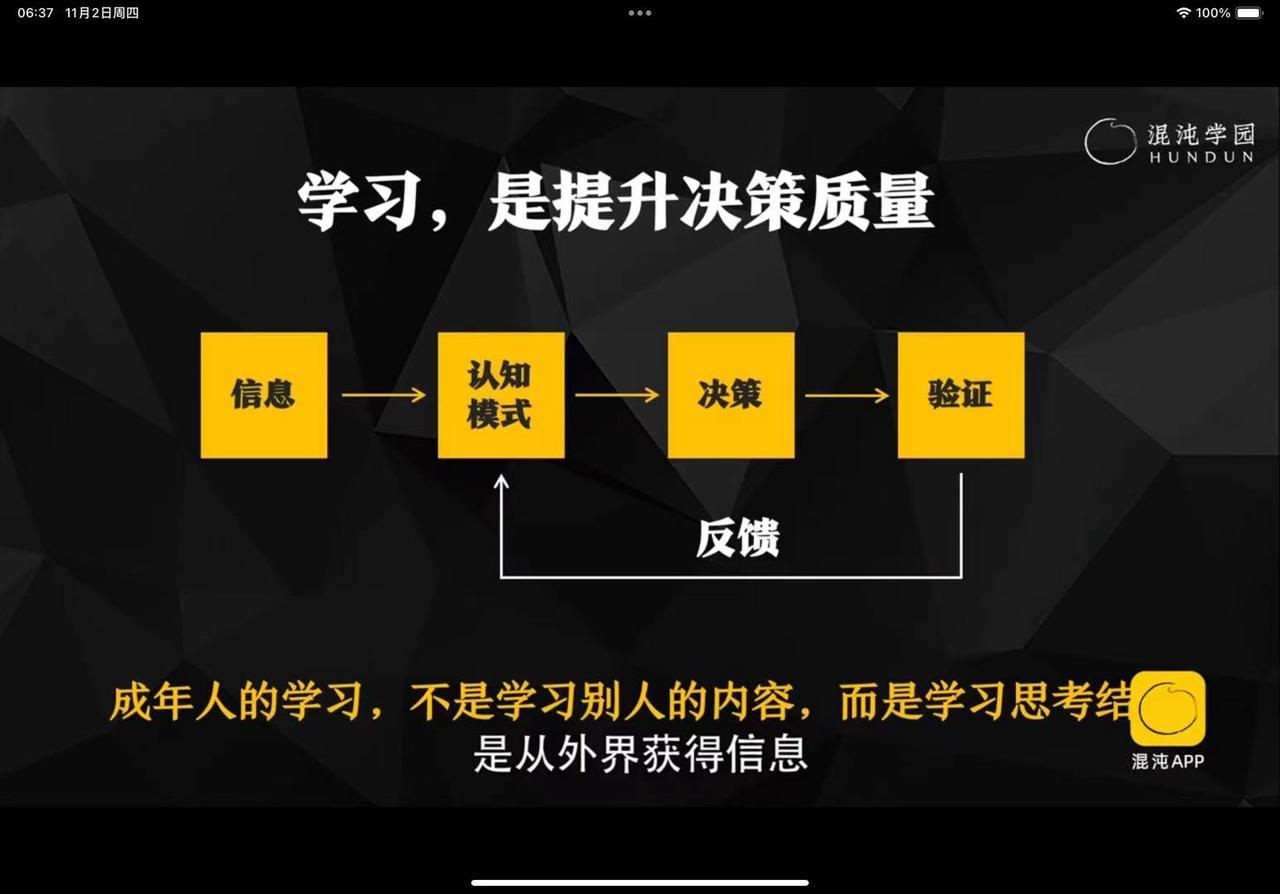 06:37 11月2日周四
100%
混沌学园
HUNDUN
学习，是提升决策质量
信息
认知
模式
决策
验证
反馈
成年人的学习，不是学习别人的内容，而是学习思考结
是从外界获得信息
混沌APP